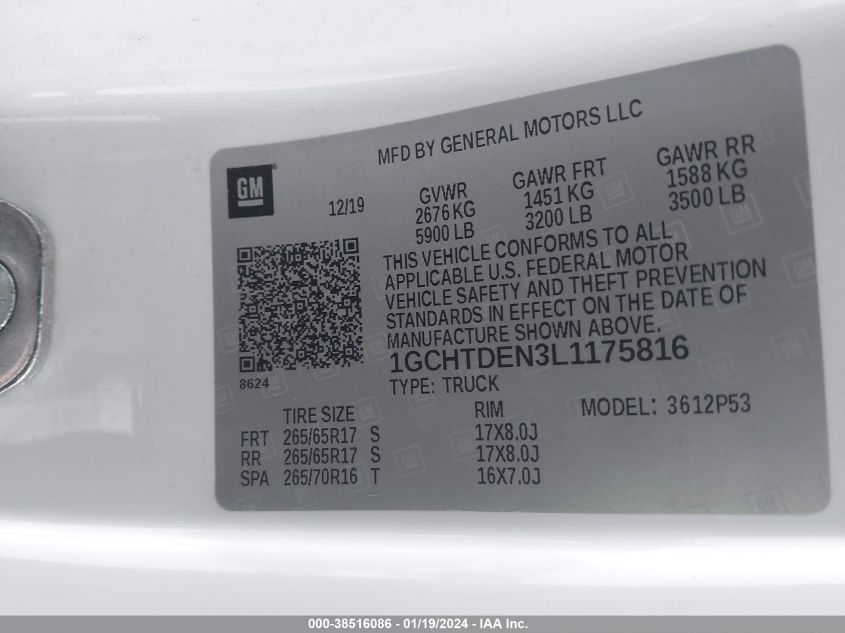 MFD BY GENERAL MOTORS LLC
GM
12/19
GVWR GAWR FRT GAWR RR
2676 KG 1451 KG 1588 KG
5900 LB 3200 LB 3500 LB
THIS VEHICLE CONFORMS TO ALL
APPLICABLE U.S. FEDERAL MOTOR
VEHICLE SAFETY AND THEFT PREVENTION
STANDARDS IN EFFECT ON THE DATE OF
MANUFACTURE SHOWN ABOVE.
1GCHTDEN3L1175816
8624
TYPE: TRUCK
MODEL: 3612P53
TIRE SIZE RIM
FRT 265/65R17 S 17X8.0J
RR 265/65R17 S 17X8.0J
SPA 265/70R16 T 16X7.0J
000-38516086 - 01/19/2024 - IAA Inc.